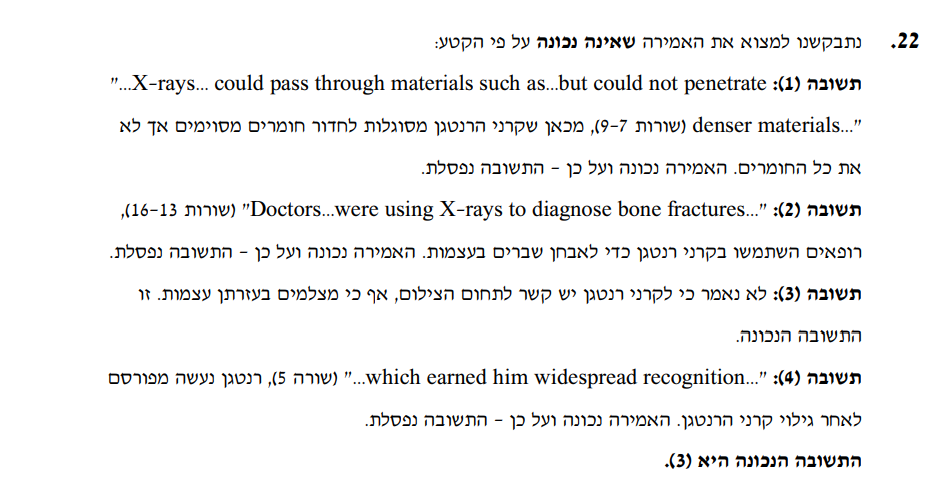 22. נתבקשנו למצוא את האמירה שאינה נכונה על פי הקטע:
תשובה (1): "...X-rays... could pass through materials such as...but could not penetrate
denser materials..." (שורות 7-9), מכאן שקרני הרנטגן מסוגלות לחדור חומרים מסוימים אך לא
את כל החומרים. האמירה נכונה ועל כן – התשובה נפסלת.
תשובה (2): "Doctors...were using X-rays to diagnose bone fractures..." (שורות 13-16),
רופאים השתמשו בקרני רנטגן כדי לאבחן שברים בעצמות. האמירה נכונה ועל כן – התשובה נפסלת.
תשובה (3): לא נאמר כי לקרני רנטגן יש קשר לתחום הצילום, אף כי מצלמים בעזרתן עצמות. זו
התשובה הנכונה.
תשובה (4): "...which earned him widespread recognition..." (שורה 5), רנטגן נעשה מפורסם
לאחר גילוי קרני הרנטגן. האמירה נכונה ועל כן – התשובה נפסלת.
התשובה הנכונה היא (3).